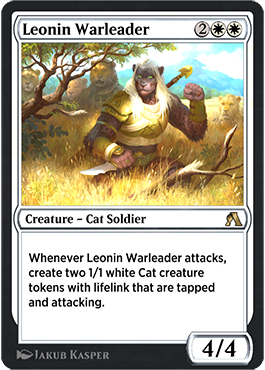 Leonin Warleader 2
Creature – Cat Soldier
Whenever Leonin Warleader attacks,
create two 1/1 white Cat creature
tokens with lifelink that are tapped
and attacking.
Jakub Kasper
4/4